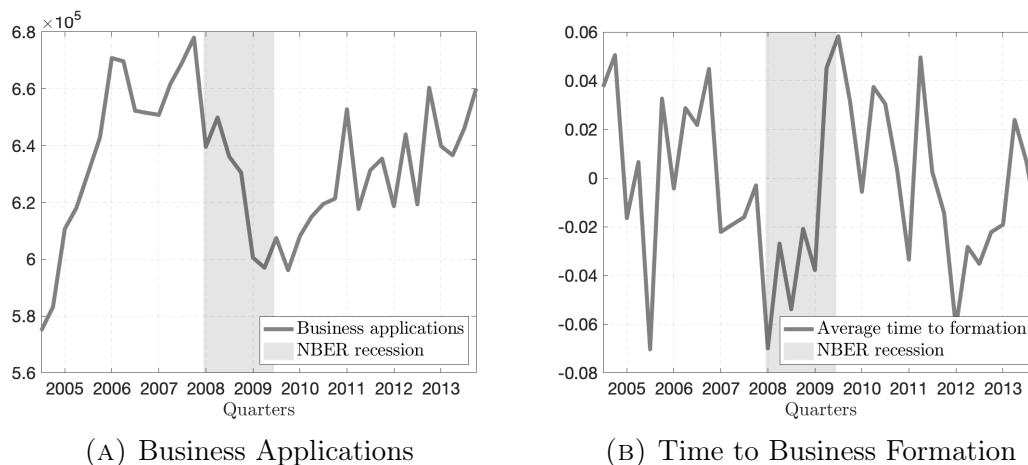 ×10⁵
6.8
6.6
6.4
6.2
6
5.8
5.6
2005 2006 2007 2008 2009 2010 2011 2012 2013
Quarters
Business applications
NBER recession
(A) Business Applications
0.06
0.04
0.02
0
-0.02
-0.04
-0.06
-0.08
2005 2006 2007 2008 2009 2010 2011 2012 2013
Quarters
Average time to formation
NBER recession
(B) Time to Business Formation